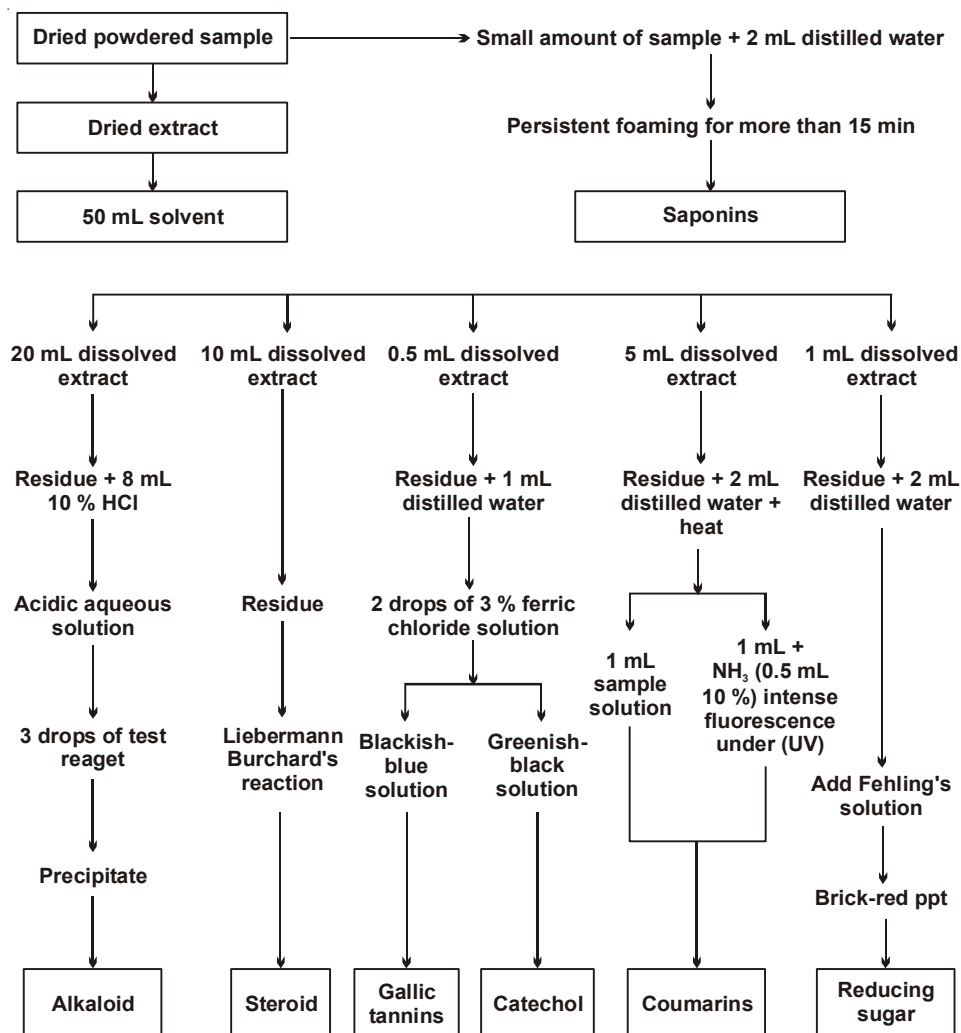 Dried powdered sample
Small amount of sample + 2 mL distilled water
Dried extract
Persistent foaming for more than 15 min
50 mL solvent
Saponins
20 mL dissolved
extract
10 mL dissolved
extract
0.5 mL dissolved
extract
5 mL dissolved
extract
1 mL dissolved
extract
Residue + 8 mL
10 % HCl
Residue + 1 mL
distilled water
Residue + 2 mL
distilled water +
heat
Residue + 2 mL
distilled water
Acidic aqueous
solution
Residue
2 drops of 3 % ferric
chloride solution
1 mL
sample
solution
1 mL +
NH₃ (0.5 mL
10 %) intense
fluorescence
under (UV)
3 drops of test
reaget
Liebermann
Burchard's
reaction
Blackish-
blue
solution
Greenish-
black
solution
Add Fehling's
solution
Precipitate
Brick-red ppt
Alkaloid
Steroid
Gallic
tannins
Catechol
Coumarins
Reducing
sugar